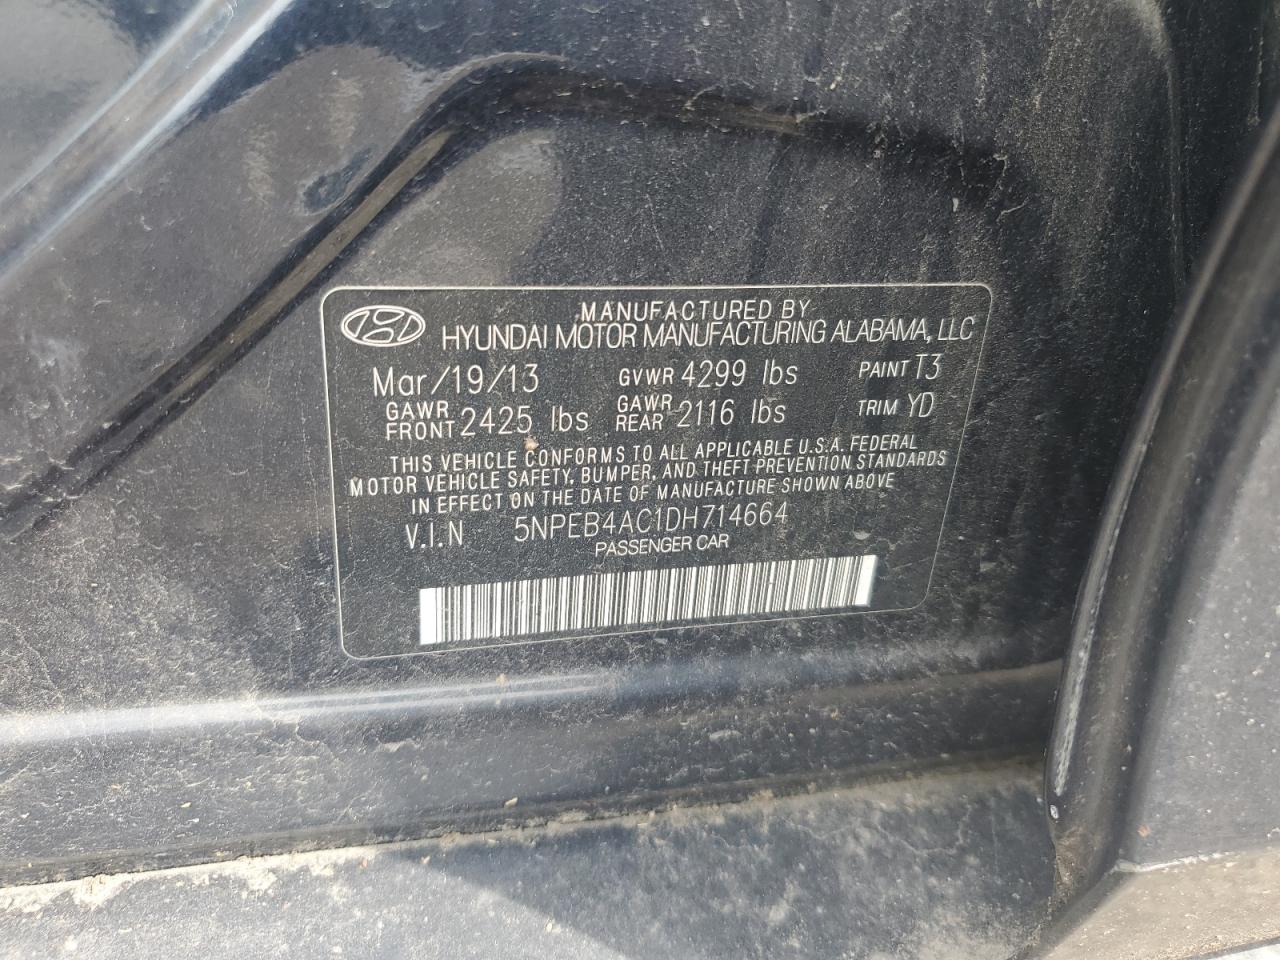 MANUFACTURED BY
HYUNDAI MOTOR MANUFACTURING ALABAMA, LLC
Mar/19/13 GVWR 4299 lbs PAINT T3
GAWR FRONT 2425 lbs GAWR REAR 2116 lbs TRIM YD
THIS VEHICLE CONFORMS TO ALL APPLICABLE U.S.A. FEDERAL
MOTOR VEHICLE SAFETY, BUMPER, AND THEFT PREVENTION STANDARDS
IN EFFECT ON THE DATE OF MANUFACTURE SHOWN ABOVE
V.I.N 5NPEB4AC1DH714664
PASSENGER CAR